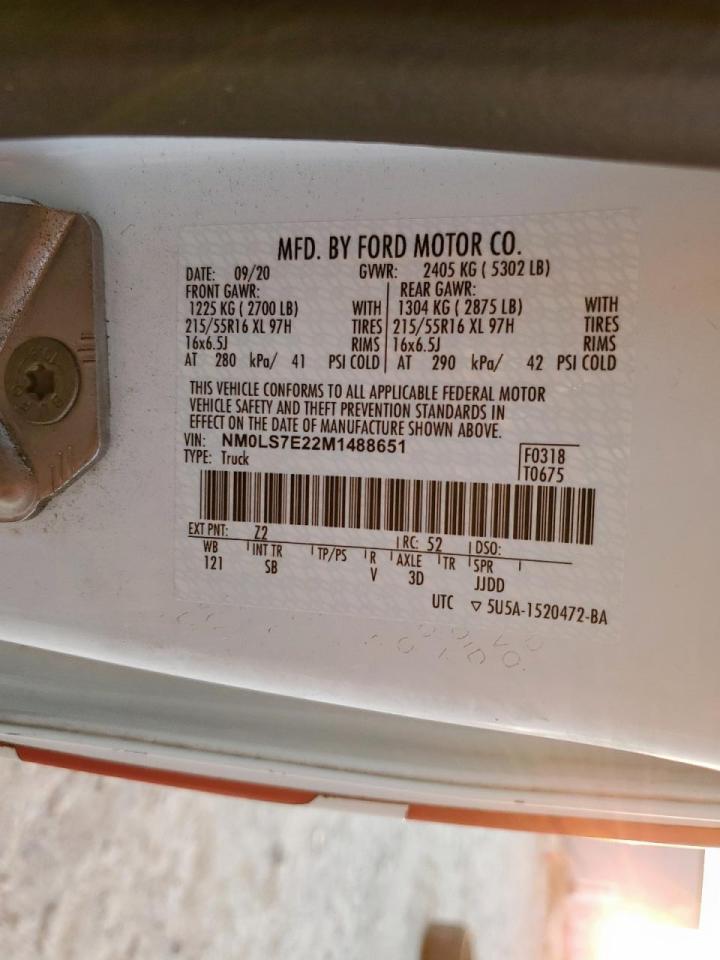 MFD. BY FORD MOTOR CO.
DATE: 09/20 GVWR: 2405 KG ( 5302 LB)
FRONT GAWR: REAR GAWR:
1225 KG ( 2700 LB) WITH 1304 KG ( 2875 LB) WITH
215/55R16 XL 97H TIRES 215/55R16 XL 97H TIRES
16x6.5J RIMS 16x6.5J RIMS
AT 280 kPa/ 41 PSI COLD AT 290 kPa/ 42 PSI COLD
THIS VEHICLE CONFORMS TO ALL APPLICABLE FEDERAL MOTOR
VEHICLE SAFETY AND THEFT PREVENTION STANDARDS IN
EFFECT ON THE DATE OF MANUFACTURE SHOWN ABOVE.
VIN: NM0LS7E22M1488651
TYPE: Truck
F0318
T0675
EXT PNT: Z2 RC: 52 DSO:
WB INT TR TP/PS R AXLE TR SPR
121 SB V 3D JJDD
UTC ▽ 5U5A-1520472-BA